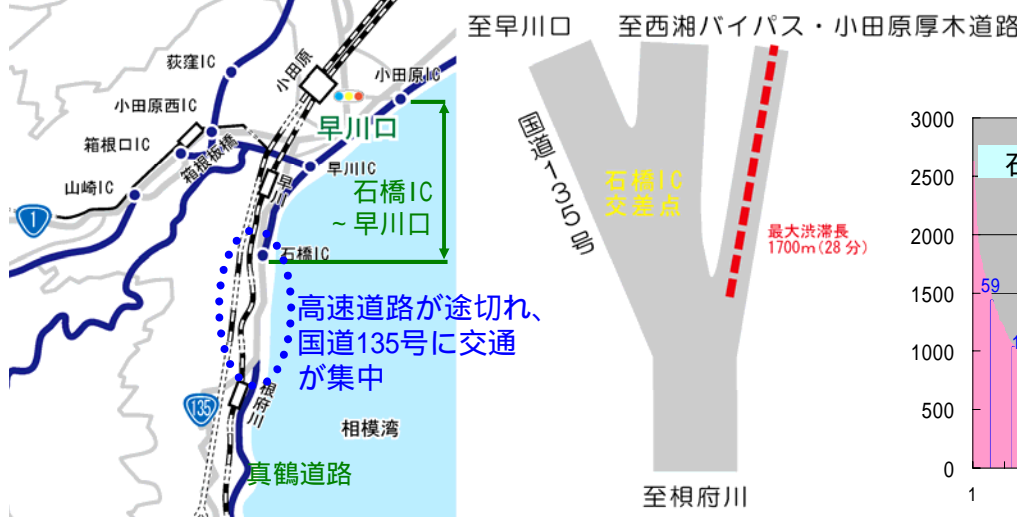 荻窪IC
小田原
小田原IC
小田原西IC
早川口
箱根口IC
箱根板橋
早川IC
山崎IC
早川
石橋IC
~早川口
1
石橋IC
高速道路が途切れ、
国道135号に交通
が集中
135
根府川
相模湾
真鶴道路
至早川口
至西湘バイパス・小田原厚木道路
国道135号
石橋IC
交差点
最大渋滞長
1700m(28分)
至根府川
3000
石
2500
2000
59
1500
1000
500
0
1